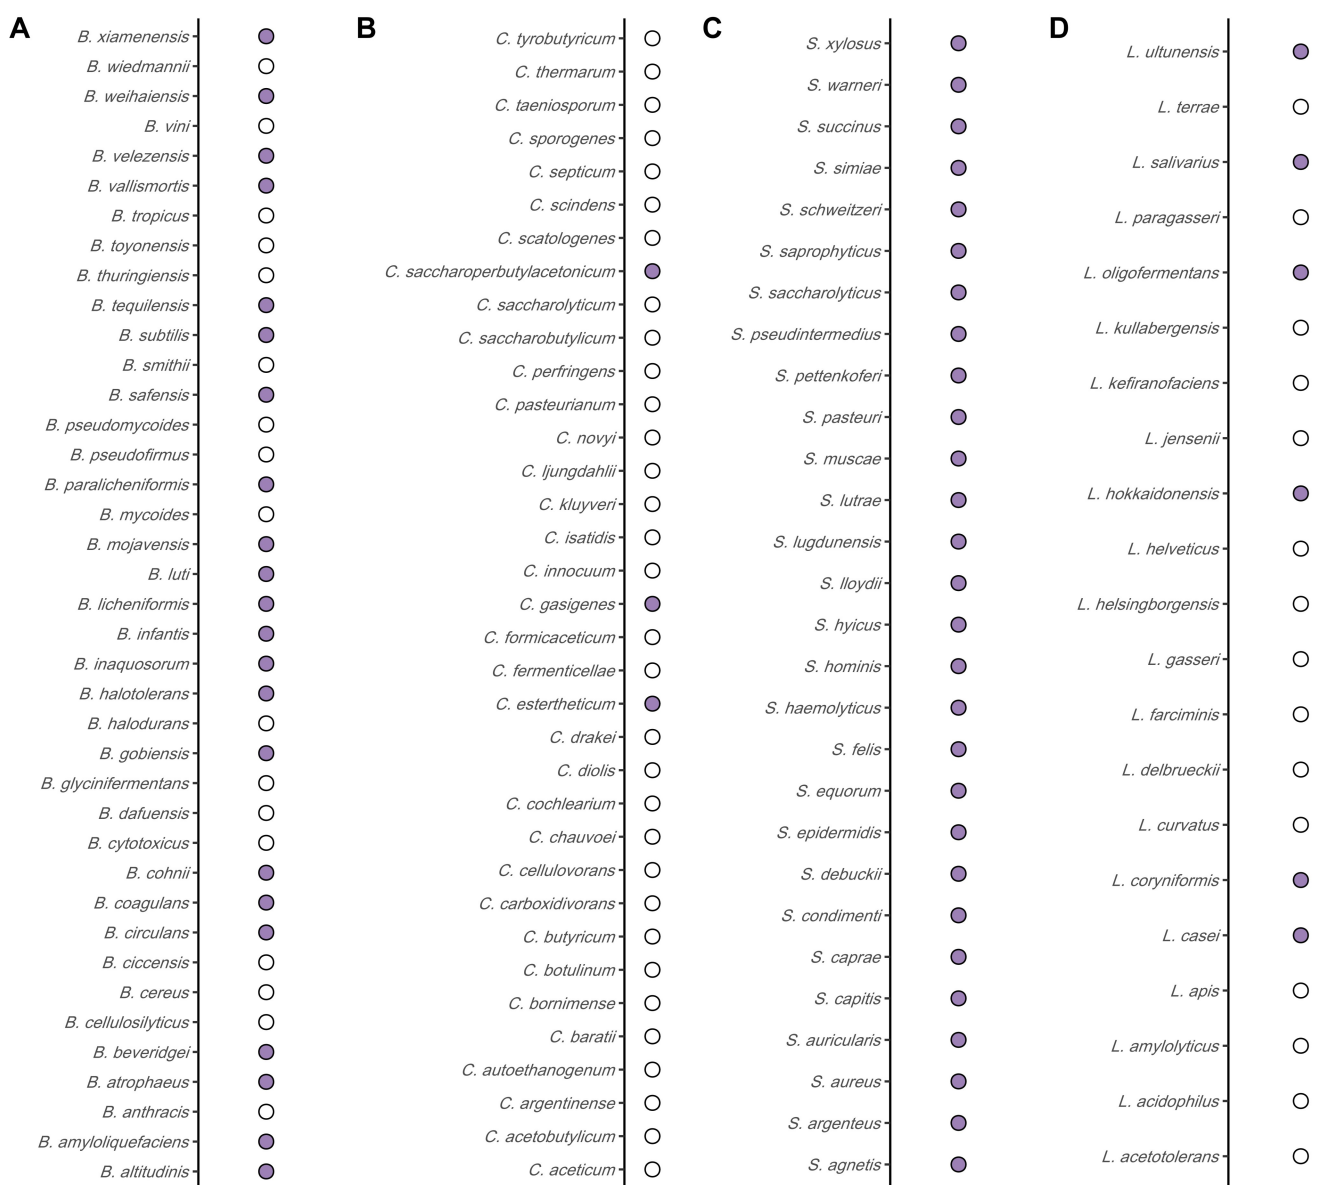 A
B. xiamenensis
B. wiedmannii
B. weihaiensis
B. vini
B. velezensis
B. vallismortis
B. tropicus
B. toyonensis
B. thuringiensis
B. tequilensis
B. subtilis
B. smithii
B. safensis
B. pseudomycoides
B. pseudofirmus
B. paralicheniformis
B. mycoides
B. mojavensis
B. luti
B. licheniformis
B. infantis
B. inaquosorum
B. halotolerans
B. halodurans
B. gobiensis
B. glycinifermentans
B. dafuensis
B. cytotoxicus
B. cohnii
B. coagulans
B. circulans
B. ciccensis
B. cereus
B. cellulosilyticus
B. beveridgei
B. atrophaeus
B. anthracis
B. amyloliquefaciens
B. altitudinis
B
C. tyrobutyricum
C. thermarum
C. taeniosporum
C. sporogenes
C. septicum
C. scindens
C. scatologenes
C. saccharoperbutylacetonicum
C. saccharolyticum
C. saccharobutylicum
C. perfringens
C. pasteurianum
C. novyi
C. ljungdahlii
C. kluyveri
C. isatidis
C. innocuum
C. gasigenes
C. formicaceticum
C. fermenticellae
C. estertheticum
C. drakei
C. diolis
C. cochlearium
C. chauvoei
C. cellulovorans
C. carboxidivorans
C. butyricum
C. botulinum
C. bornimense
C. baratii
C. autoethanogenum
C. argentinense
C. acetobutylicum
C. aceticum
C
S. xylosus
S. warneri
S. succinus
S. simiae
S. schweitzeri
S. saprophyticus
S. saccharolyticus
S. pseudintermedius
S. pettenkoferi
S. pasteuri
S. muscae
S. lutrae
S. lugdunensis
S. lloydii
S. hyicus
S. hominis
S. haemolyticus
S. felis
S. equorum
S. epidermidis
S. debuckii
S. condimenti
S. caprae
S. capitis
S. auricularis
S. aureus
S. argenteus
S. agnetis
D
L. ultunensis
L. terrae
L. salivarius
L. paragasseri
L. oligofermentans
L. kullabergensis
L. kefiranofaciens
L. jensenii
L. hokkaidonensis
L. helveticus
L. helsingborgensis
L. gasseri
L. farciminis
L. delbrueckii
L. curvatus
L. coryniformis
L. casei
L. apis
L. amylolyticus
L. acidophilus
L. acetotolerans